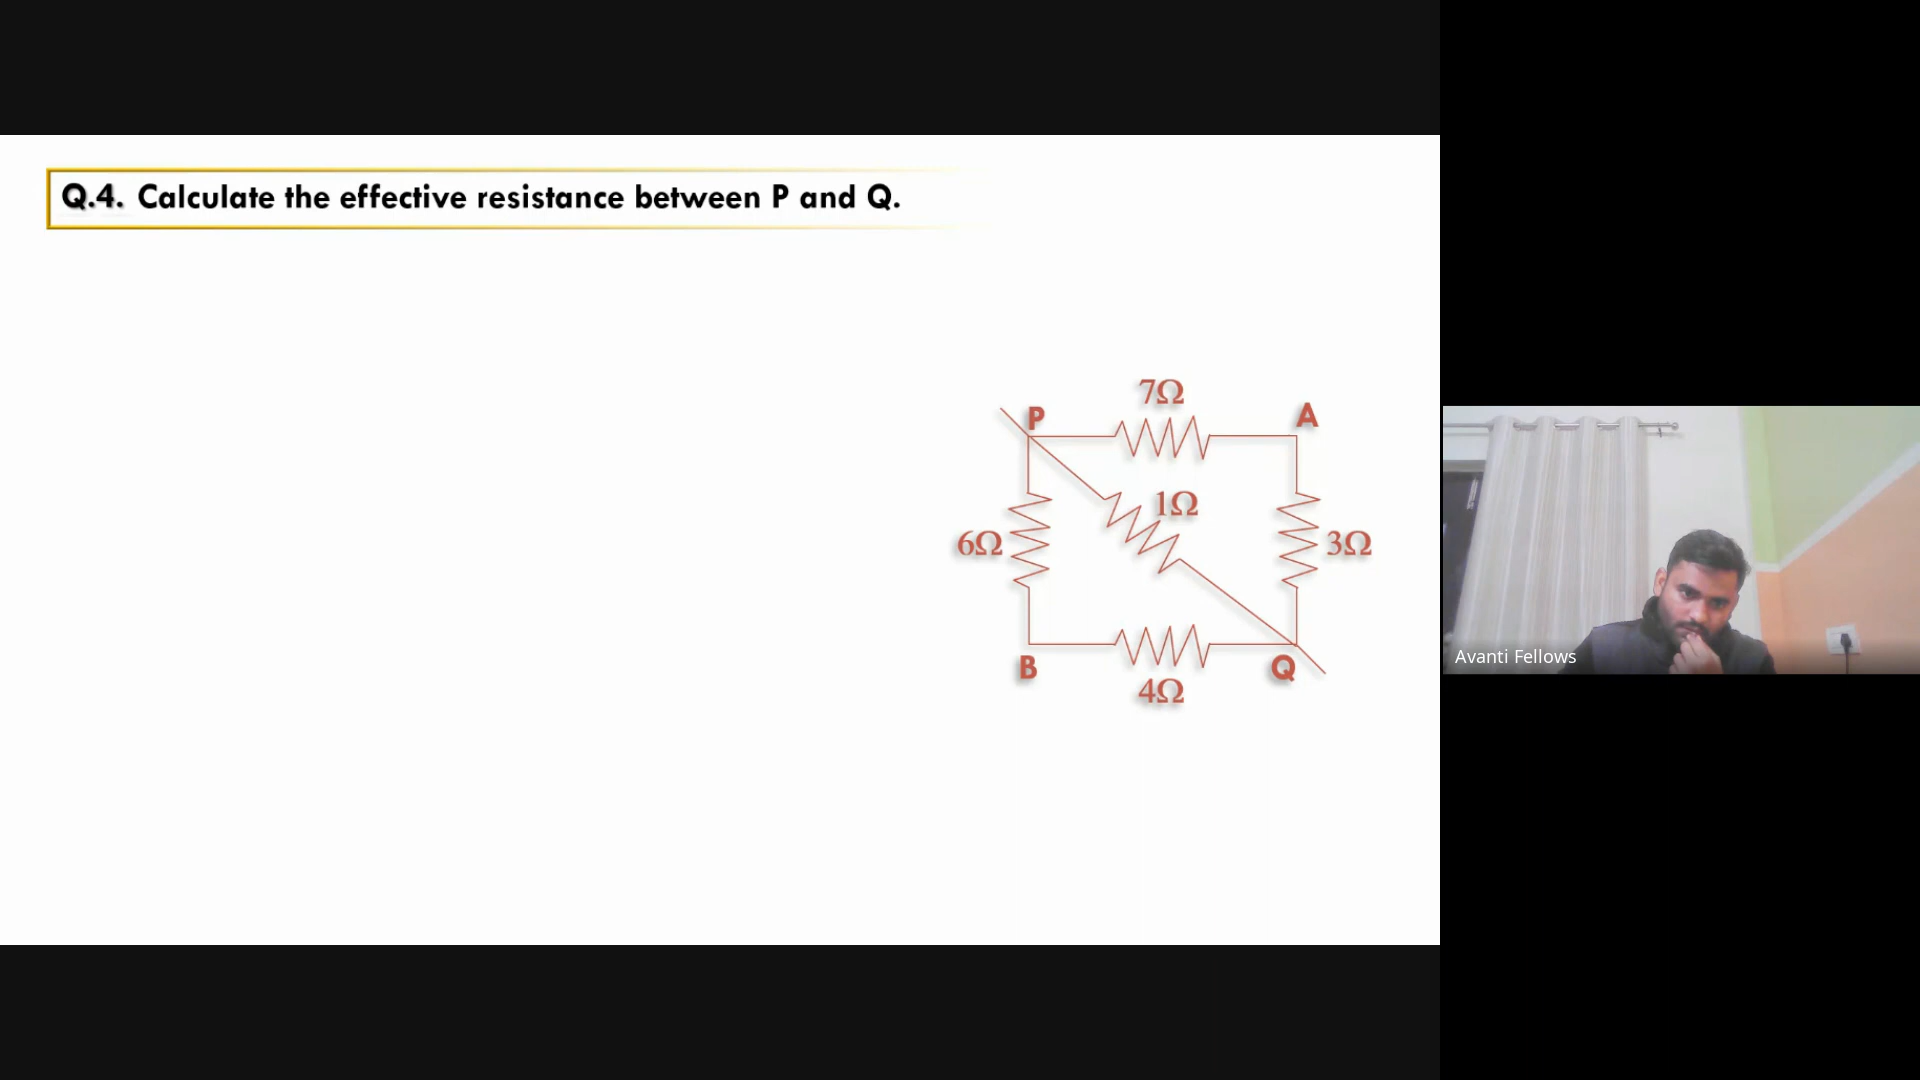 Q.4. Calculate the effective resistance between P and Q.
7Ω
P
A
1Ω
6Ω
3Ω
B
Q
4Ω
Avanti Fellows